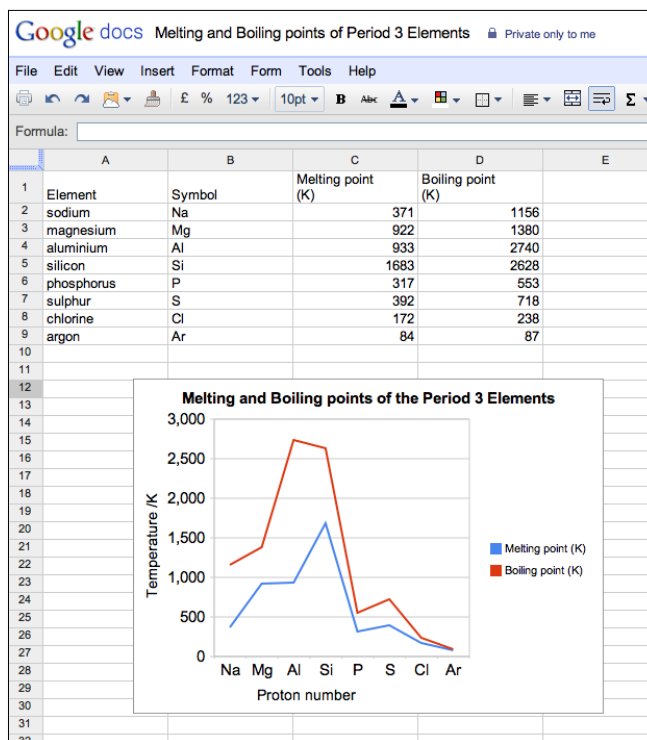 Google docs Melting and Boiling points of Period 3 Elements Private only to me
File Edit View Insert Format Form Tools Help
£ % 123 10pt B Abc A Σ
Formula:
A B C D E
1 Element Symbol Melting point (K) Boiling point (K)
2 sodium Na 371 1156
3 magnesium Mg 922 1380
4 aluminium Al 933 2740
5 silicon Si 1683 2628
6 phosphorus P 317 553
7 sulphur S 392 718
8 chlorine Cl 172 238
9 argon Ar 84 87
10
11
12
13
14
15
16
17
18
19
20
21
22
23
24
25
26
27
28
29
30
31
32
Melting and Boiling points of the Period 3 Elements
3,000
2,500
2,000
1,500
1,000
500
0
Temperature /K
Na Mg Al Si P S Cl Ar
Proton number
Melting point (K)
Boiling point (K)